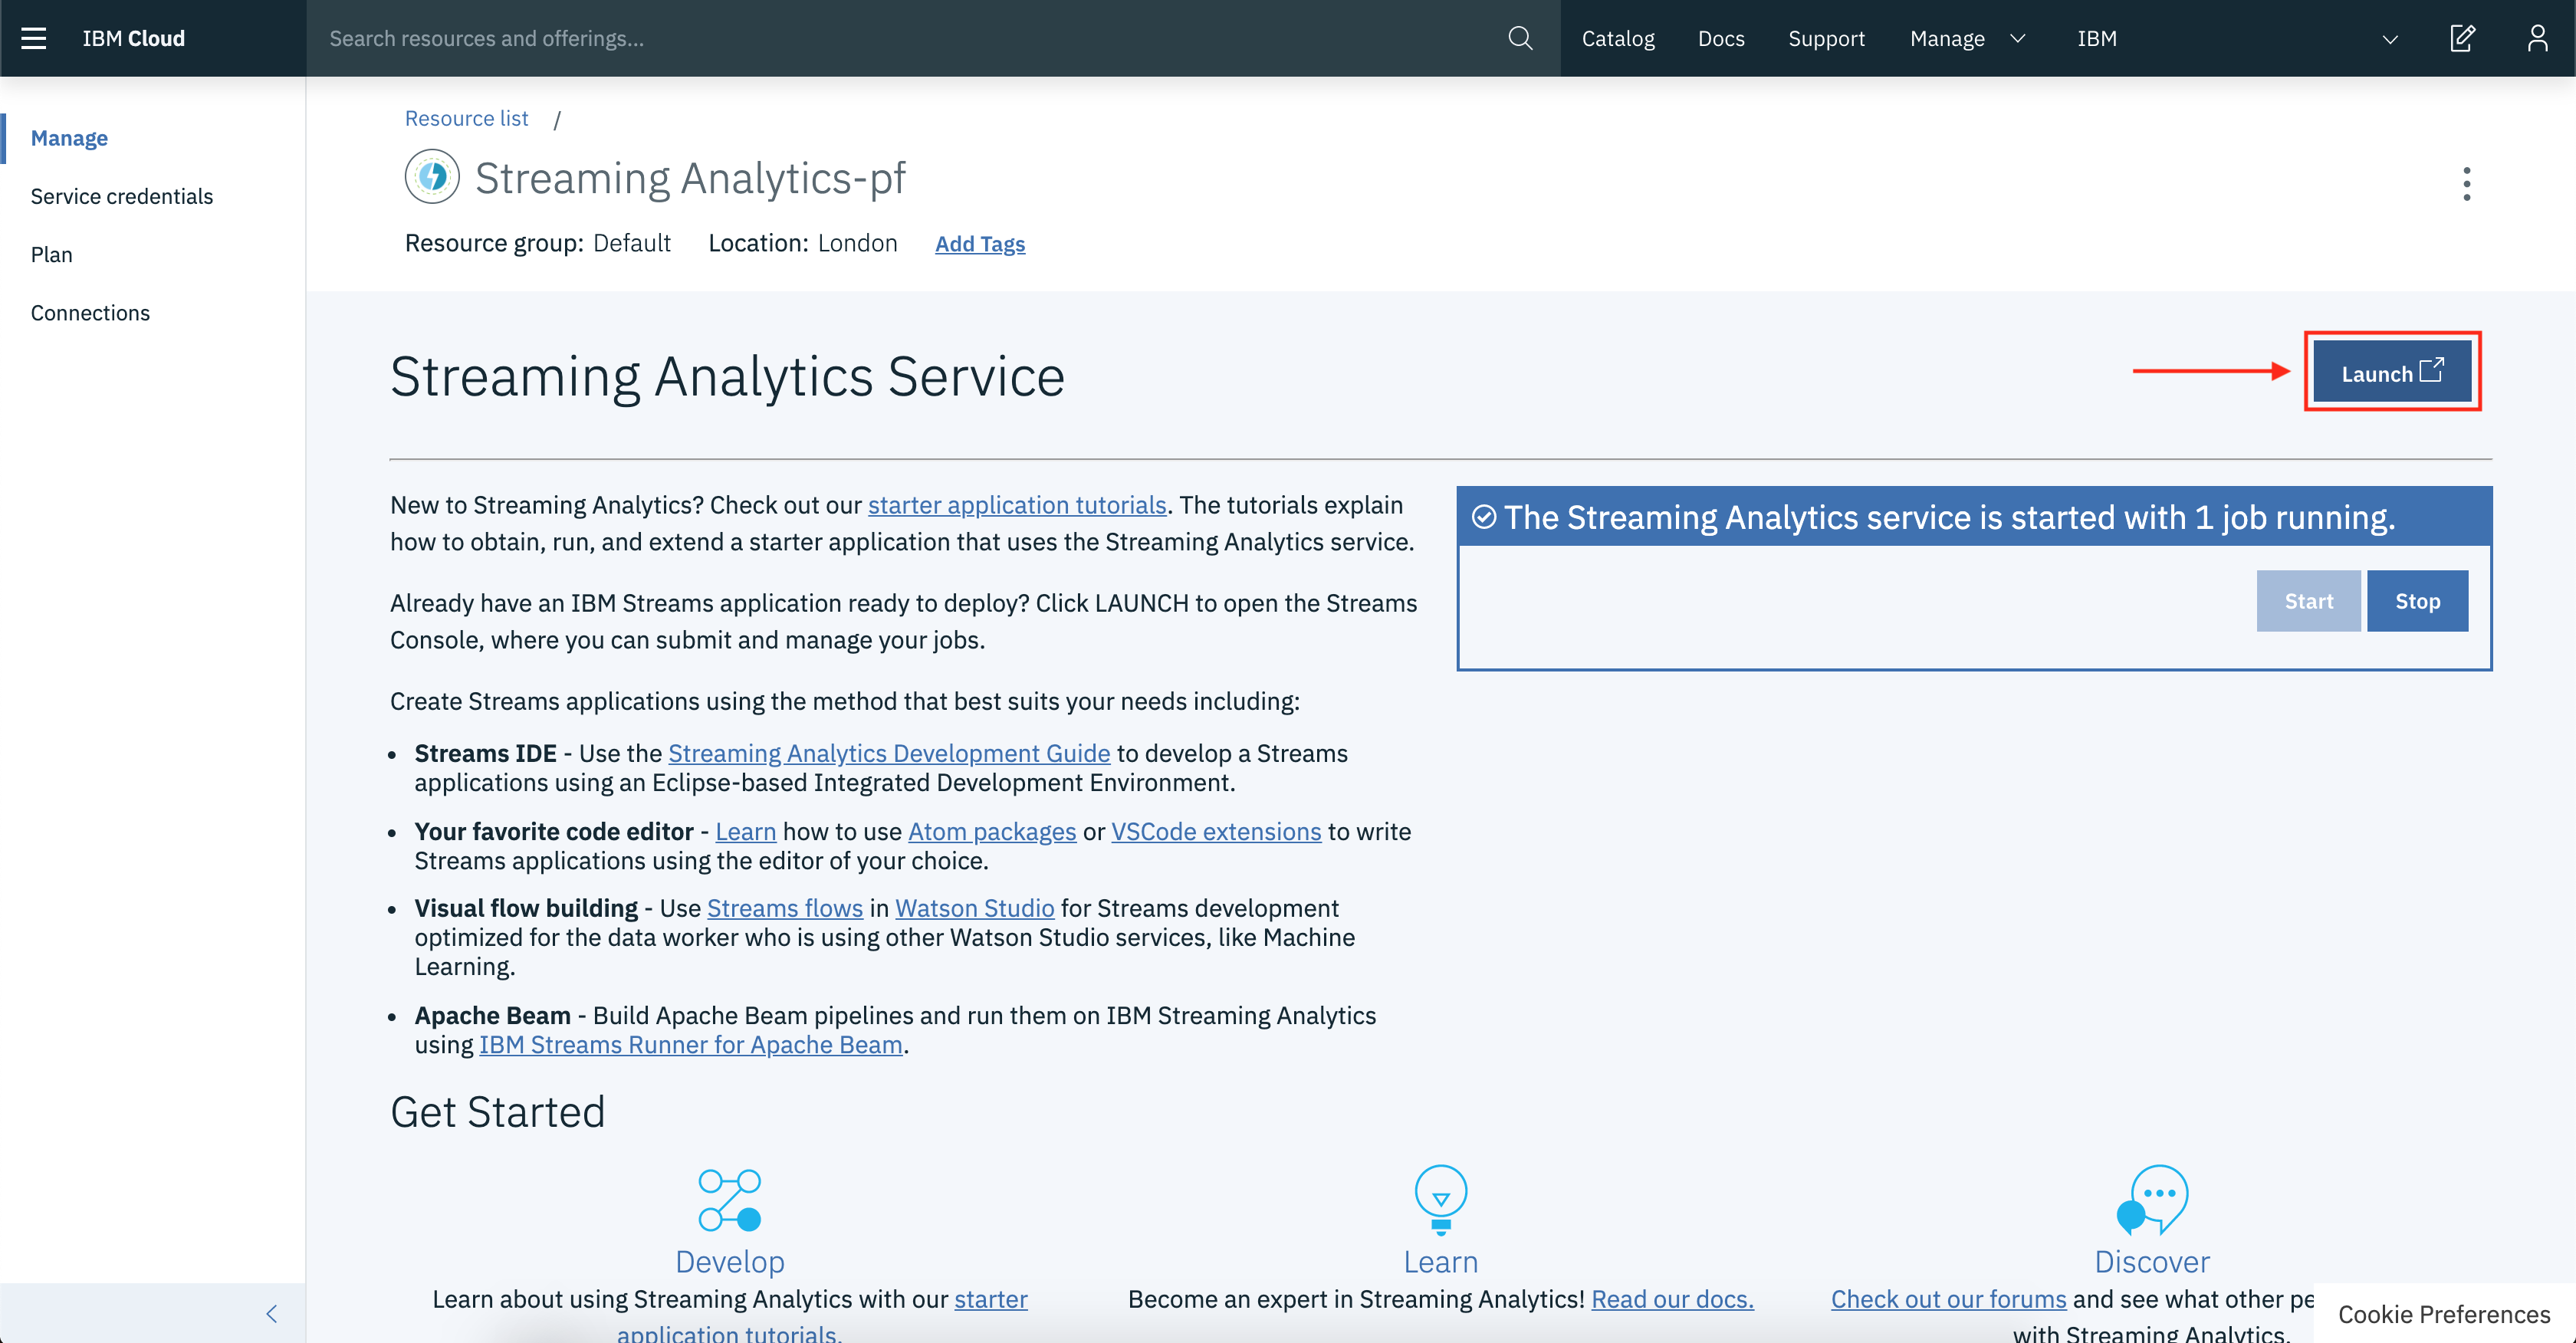 IBM Cloud
Search resources and offerings...
Catalog
Docs
Support
Manage
IBM
Manage
Service credentials
Plan
Connections
Resource list /
Streaming Analytics-pf
Resource group: Default Location: London Add Tags
Streaming Analytics Service
Launch
New to Streaming Analytics? Check out our starter application tutorials. The tutorials explain
how to obtain, run, and extend a starter application that uses the Streaming Analytics service.
Already have an IBM Streams application ready to deploy? Click LAUNCH to open the Streams
Console, where you can submit and manage your jobs.
Create Streams applications using the method that best suits your needs including:
• Streams IDE - Use the Streaming Analytics Development Guide to develop a Streams
applications using an Eclipse-based Integrated Development Environment.
• Your favorite code editor - Learn how to use Atom packages or VSCode extensions to write
Streams applications using the editor of your choice.
• Visual flow building - Use Streams flows in Watson Studio for Streams development
optimized for the data worker who is using other Watson Studio services, like Machine
Learning.
• Apache Beam - Build Apache Beam pipelines and run them on IBM Streaming Analytics
using IBM Streams Runner for Apache Beam.
The Streaming Analytics service is started with 1 job running.
Start
Stop
Get Started
Develop
Learn about using Streaming Analytics with our starter
application tutorials.
Learn
Become an expert in Streaming Analytics! Read our docs.
Discover
Check out our forums and see what other pe
with Streaming Analytics.
Cookie Preferences